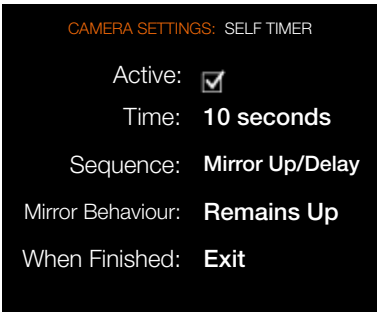 CAMERA SETTINGS: SELF TIMER
Active:
Time: 10 seconds
Sequence: Mirror Up/Delay
Mirror Behaviour: Remains Up
When Finished: Exit